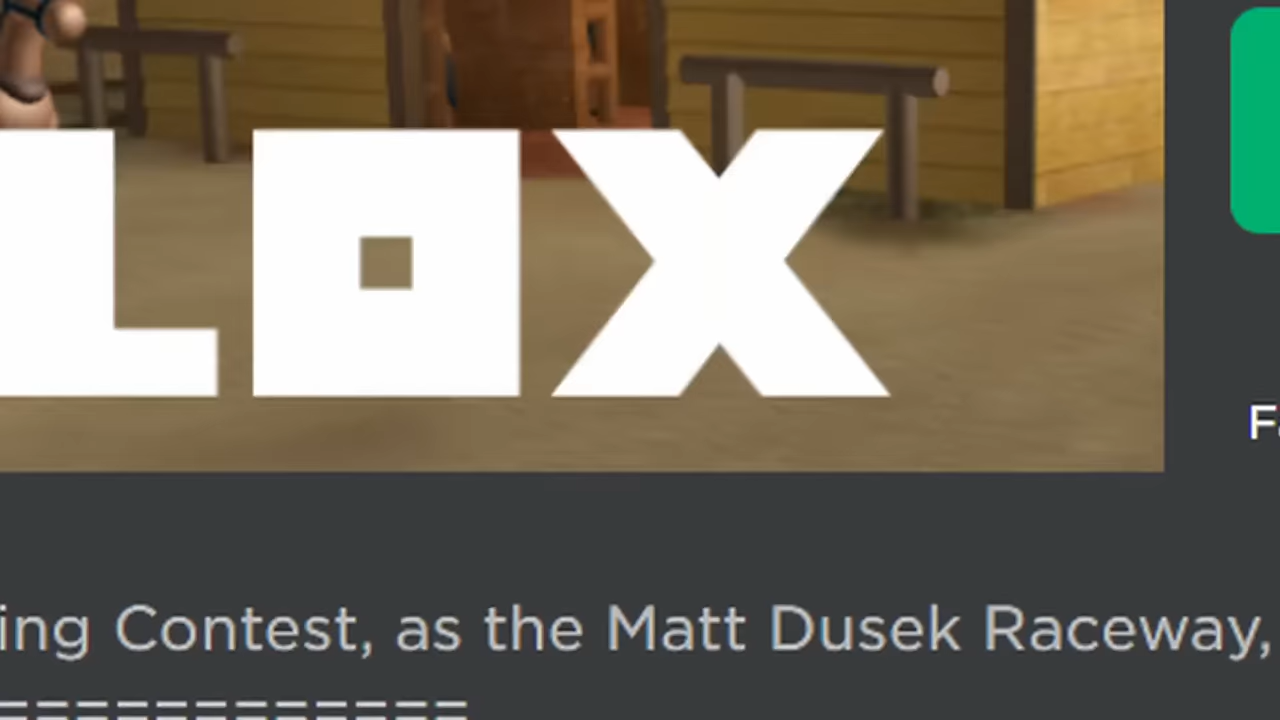 LOX
F
ing Contest, as the Matt Dusek Raceway,
============